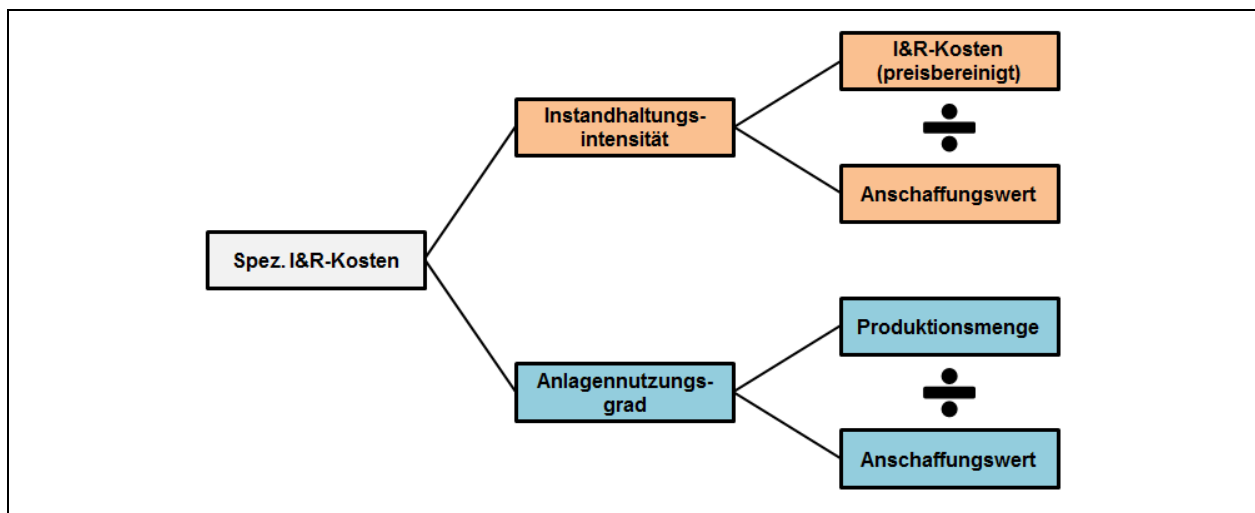 I&R-Kosten
(preisbereinigt)
Instandhaltungs-
intensität
Anschaffungswert
Spez. I&R-Kosten
Produktionsmenge
Anlagennutzungs-
grad
Anschaffungswert